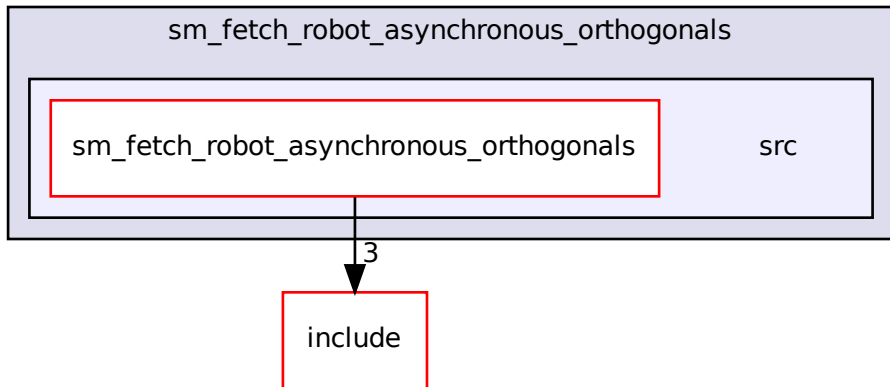 sm_fetch_robot_asynchronous_orthogonals
sm_fetch_robot_asynchronous_orthogonals
src
3
include